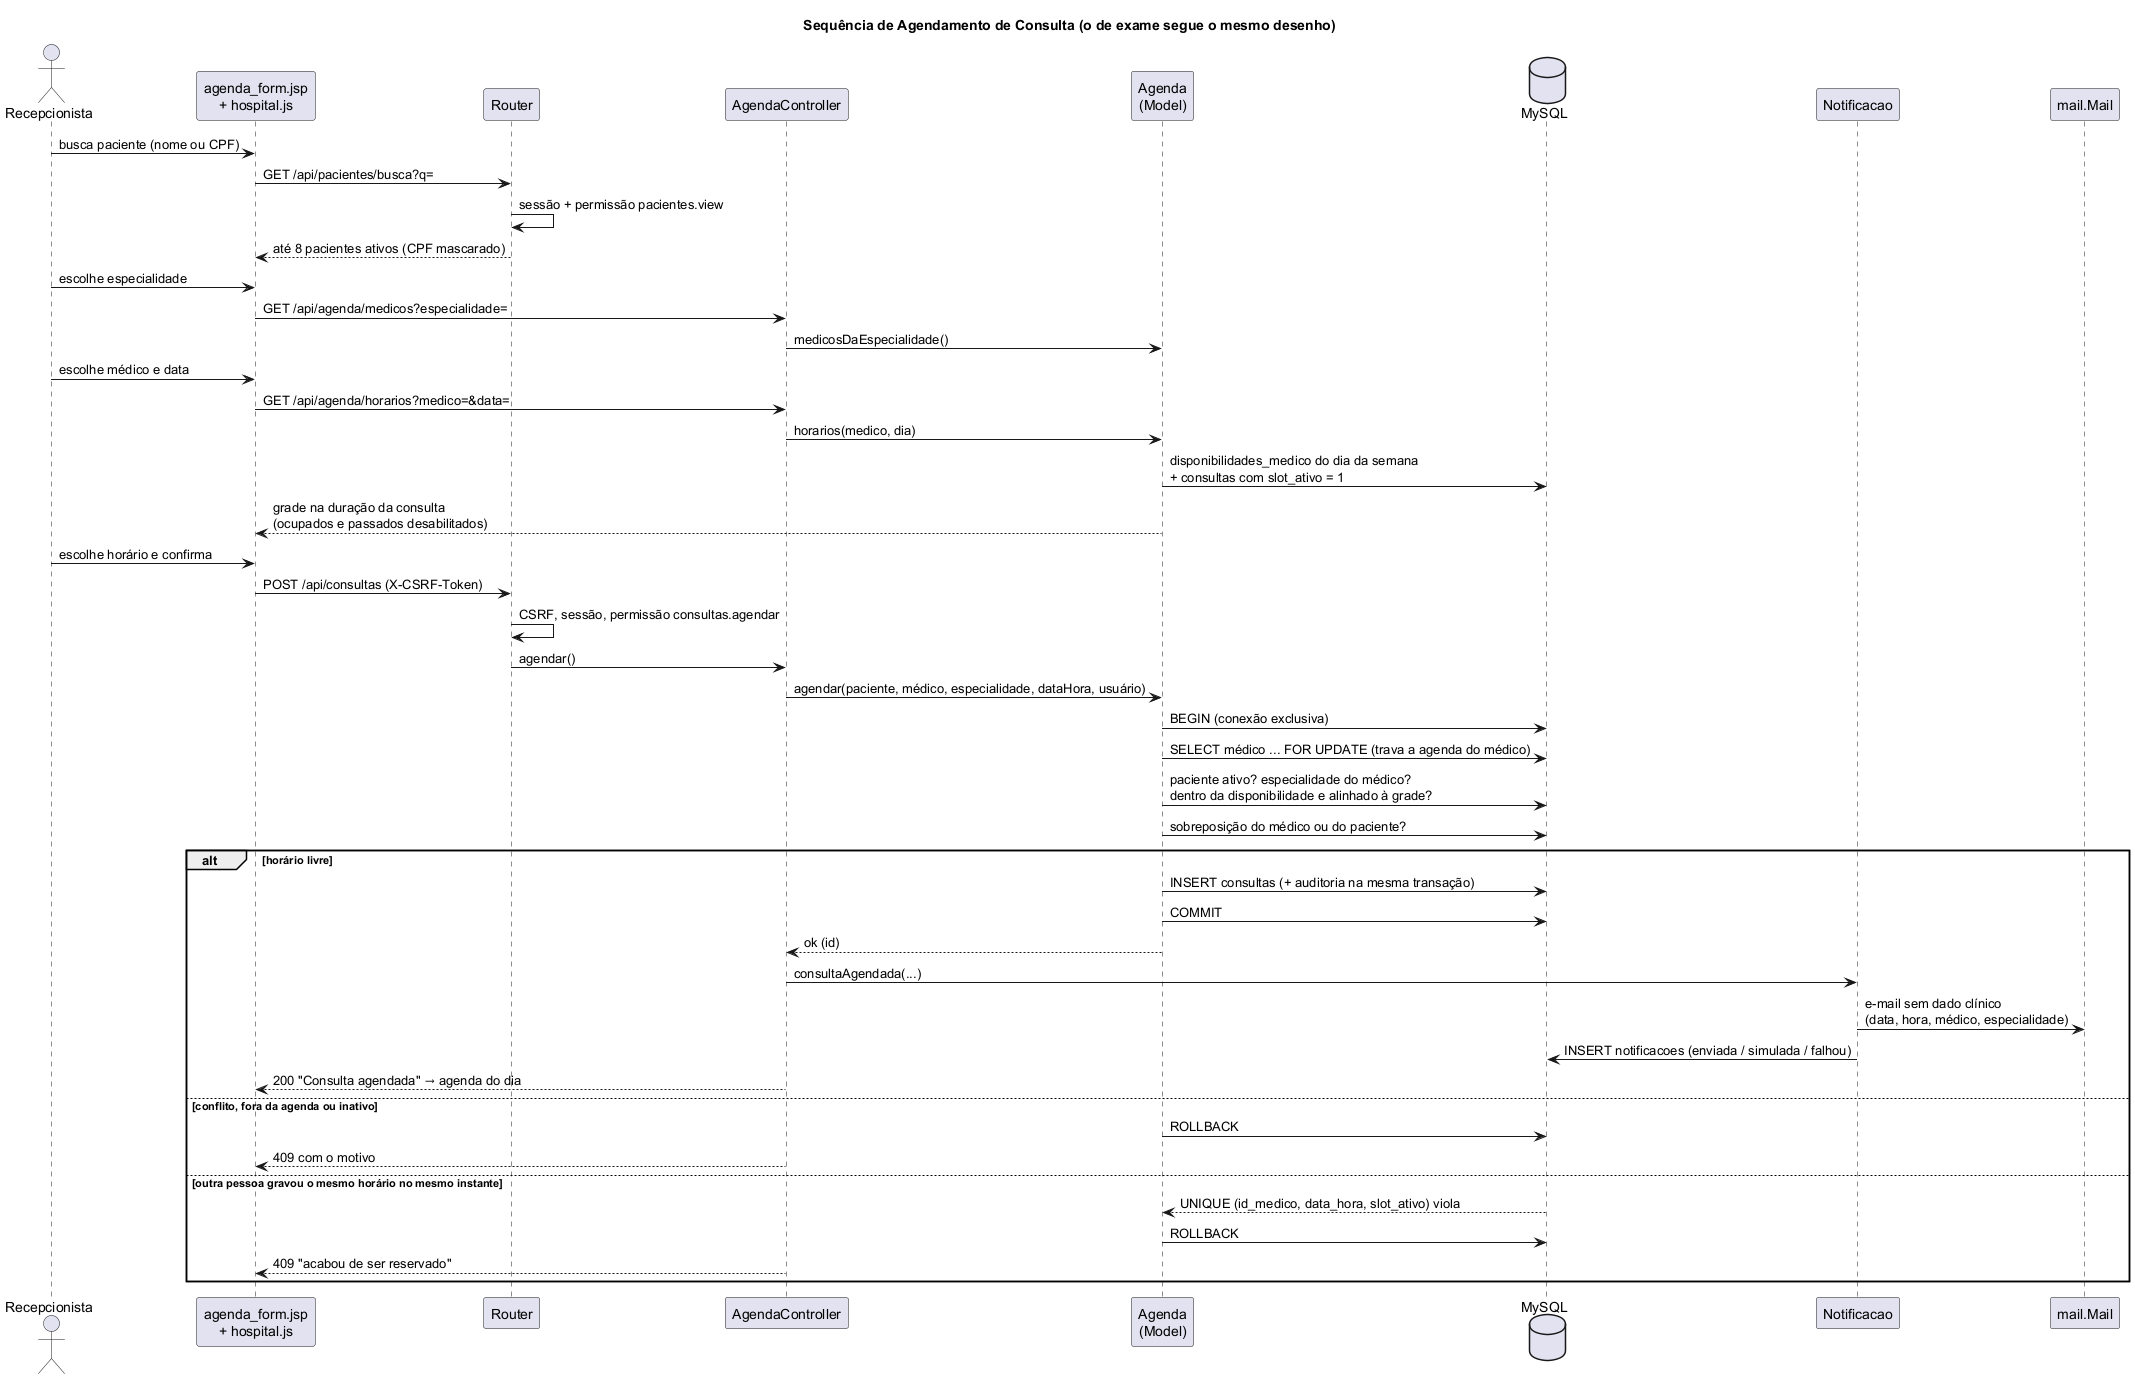 Sequência de Agendamento de Consulta (o de exame segue o mesmo desenho)
Recepcionista
agenda_form.jsp
+ hospital.js
Router
AgendaController
Agenda
(Model)
MySQL
Notificacao
mail.Mail
busca paciente (nome ou CPF)
GET /api/pacientes/busca?q=
sessão + permissão pacientes.view
até 8 pacientes ativos (CPF mascarado)
escolhe especialidade
GET /api/agenda/medicos?especialidade=
medicosDaEspecialidade()
escolhe médico e data
GET /api/agenda/horarios?medico=&data=
horarios(medico, dia)
disponibilidades_medico do dia da semana
+ consultas com slot_ativo = 1
grade na duração da consulta
(ocupados e passados desabilitados)
escolhe horário e confirma
POST /api/consultas (X-CSRF-Token)
CSRF, sessão, permissão consultas.agendar
agendar()
agendar(paciente, médico, especialidade, dataHora, usuário)
BEGIN (conexão exclusiva)
SELECT médico ... FOR UPDATE (trava a agenda do médico)
paciente ativo? especialidade do médico?
dentro da disponibilidade e alinhado à grade?
sobreposição do médico ou do paciente?
alt
[horário livre]
INSERT consultas (+ auditoria na mesma transação)
COMMIT
ok (id)
consultaAgendada(...)
e-mail sem dado clínico
(data, hora, médico, especialidade)
INSERT notificacoes (enviada / simulada / falhou)
200 "Consulta agendada" → agenda do dia
[conflito, fora da agenda ou inativo]
ROLLBACK
409 com o motivo
[outra pessoa gravou o mesmo horário no mesmo instante]
UNIQUE (id_medico, data_hora, slot_ativo) viola
ROLLBACK
409 "acabou de ser reservado"
Recepcionista
agenda_form.jsp
+ hospital.js
Router
AgendaController
Agenda
(Model)
MySQL
Notificacao
mail.Mail